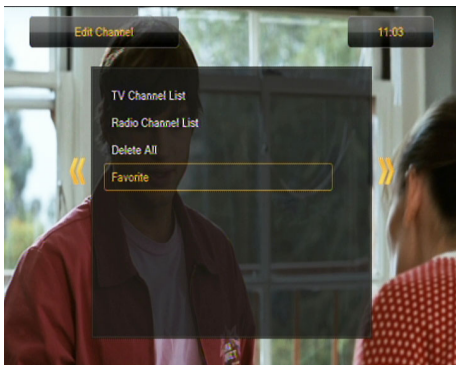 Edit Channel
11:03
TV Channel List
Radio Channel List
Delete All
Favorite